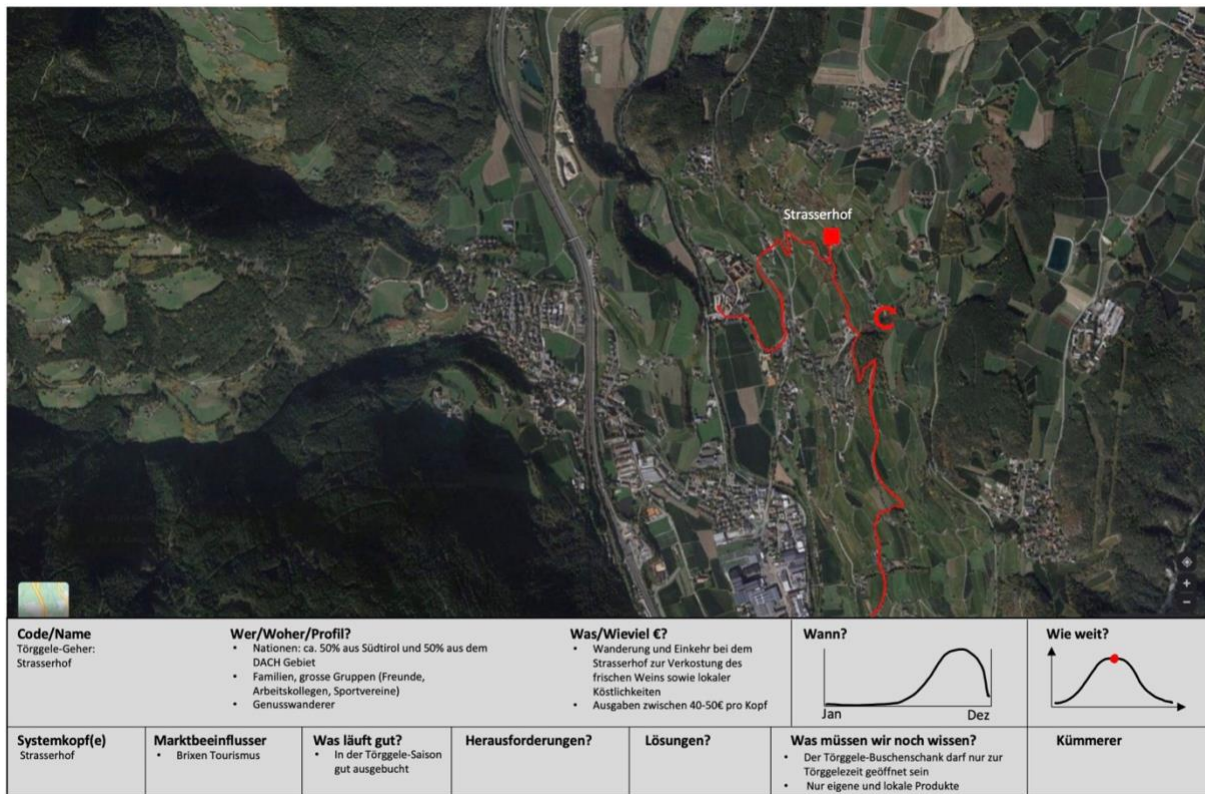 Strasserhof
Code/Name
Törggele-Geher:
Strasserhof
Wer/Woher/Profil?
• Nationen: ca. 50% aus Südtirol und 50% aus dem
DACH Gebiet
• Familien, grosse Gruppen (Freunde,
Arbeitskollegen, Sportvereine)
• Genusswanderer
Was/Wieviel €?
• Wanderung und Einkehr bei dem
Strasserhof zur Verkostung des
frischen Weins sowie lokaler
Köstlichkeiten
• Ausgaben zwischen 40-50€ pro Kopf
Wann?
Jan
Dez
Wie weit?
Systemkopf(e)
Strasserhof
Marktbeeinflusser
• Brixen Tourismus
Was läuft gut?
• In der Törggele-Saison
gut ausgebucht
Herausforderungen?
Lösungen?
Was müssen wir noch wissen?
• Der Törggele-Buschenschank darf nur zur
Törggelezeit geöffnet sein
• Nur eigene und lokale Produkte
Kümmerer